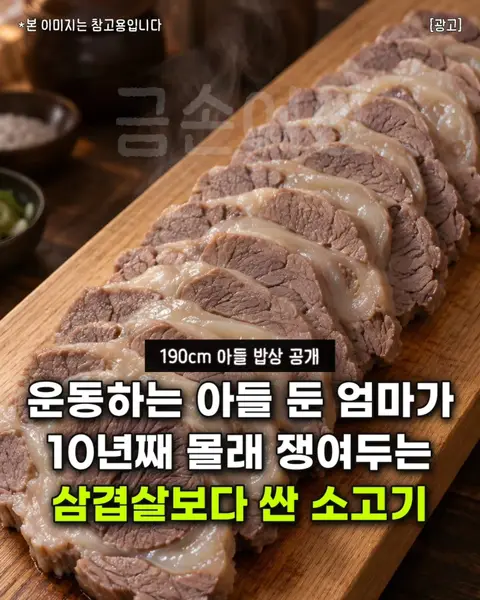 *본 이미지는 참고용입니다
[광고]
190cm 아들 밥상 공개
운동하는 아들 둔 엄마가
10년째 몰래 쟁여두는
삼겹살보다 싼 소고기